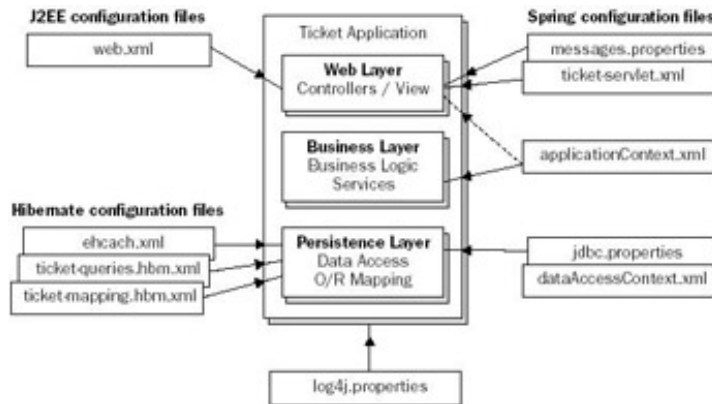 J2EE configuration files
web.xml
Ticket Application
Web Layer
Controllers / View
Business Layer
Business Logic
Services
Persistence Layer
Data Access
O/R Mapping
Spring configuration files
messages.properties
ticket-servlet.xml
applicationContext.xml
jdbc.properties
dataAccessContext.xml
Hibernate configuration files
ehcach.xml
ticket-queries.hbm.xml
ticket-mapping.hbm.xml
log4j.properties